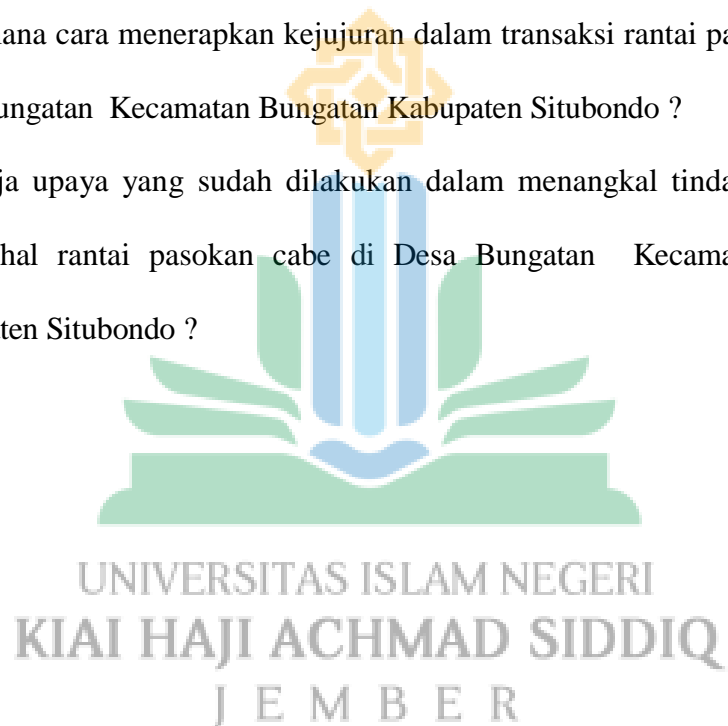 ana cara menerapkan kejujuran dalam transaksi rantai pa
ungatan Kecamatan Bungatan Kabupaten Situbondo ?
ja upaya yang sudah dilakukan dalam menangkal tinda
hal rantai pasokan cabe di Desa Bungatan Kecama
ten Situbondo ?
UNIVERSITAS ISLAM NEGERI
KIAI HAJI ACHMAD SIDDIQ
JEMBER